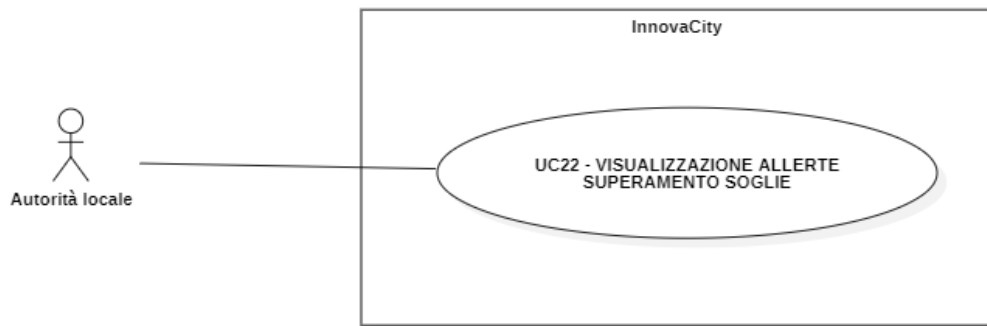 InnovaCity
UC22 - VISUALIZZAZIONE ALLERTE
SUPERAMENTO SOGLIE
Autorità locale